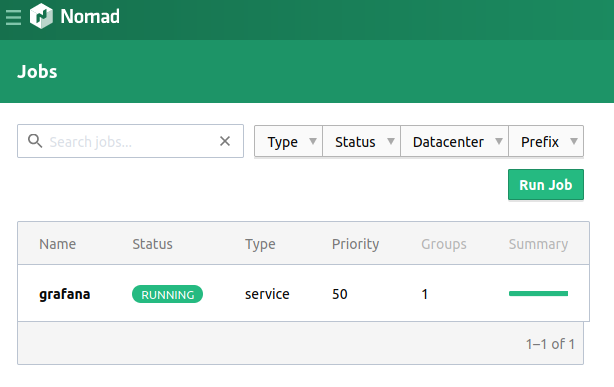 Nomad
Jobs
Search jobs...
Type Status Datacenter Prefix
Run Job
Name Status Type Priority Groups Summary
grafana RUNNING service 50 1
1–1 of 1